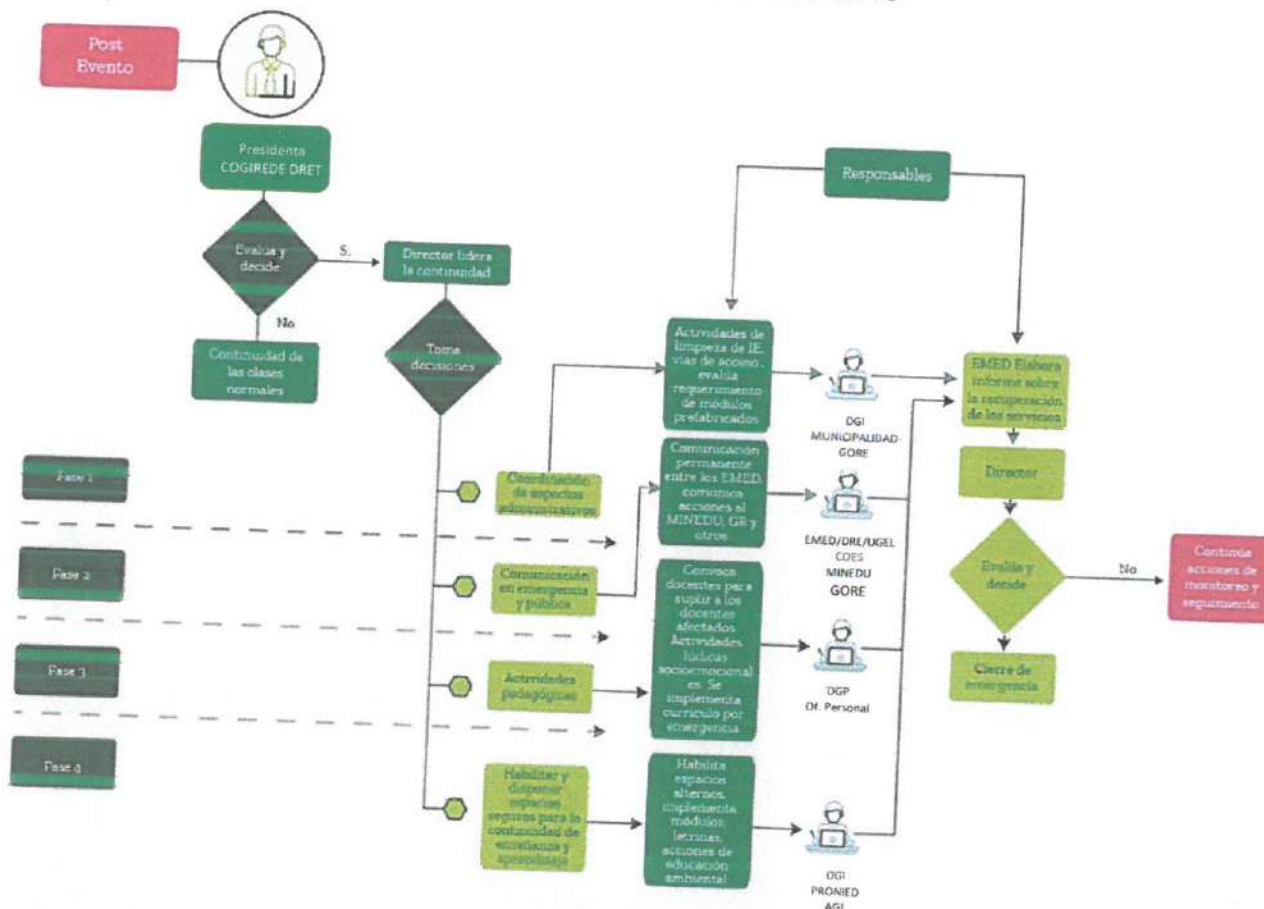 Post
Evento
Presidenta
COGIREDE DRET
Evalúa y
decide
No
Continuidad de
las clases
normales
Director lidera
la continuidad
Toma
decisiones
Responsables
Fase 1
Fase 2
Fase 3
Fase 4
Coordinación
de aspectos
administrativos
Comunicación
en emergencia
y pública
Actividades
pedagógicas
Habilitar y
disponer
espacios
seguros para la
continuidad de
enseñanza y
aprendizaje
Actividades de
limpieza de IE,
vías de acceso,
evalúa
requerimiento
de módulos
prefabricados
Comunicación
permanente
entre los EMED,
comunica
acciones al
MINEDU, GR y
otros
Convoca
docentes para
suplir a los
docentes
afectados
Actividades
lúdicas
socioemocional
es. Se
implementa
currículo por
emergencia
Habilita
espacios
alternos,
implementa
módulos,
letrinas,
acciones de
educación
ambiental
DGI
MUNICIPALIDAD
GORE
EMED/DRE/UGEL
COES
MINEDU
GORE
DGP
Of. Personal
PRONIED
AGI
EMED Elabora
informe sobre
la recuperación
de los servicios
Director
Evalúa y
decide
No
Continúa
acciones de
monitoreo y
seguimiento
Cierre de
emergencia